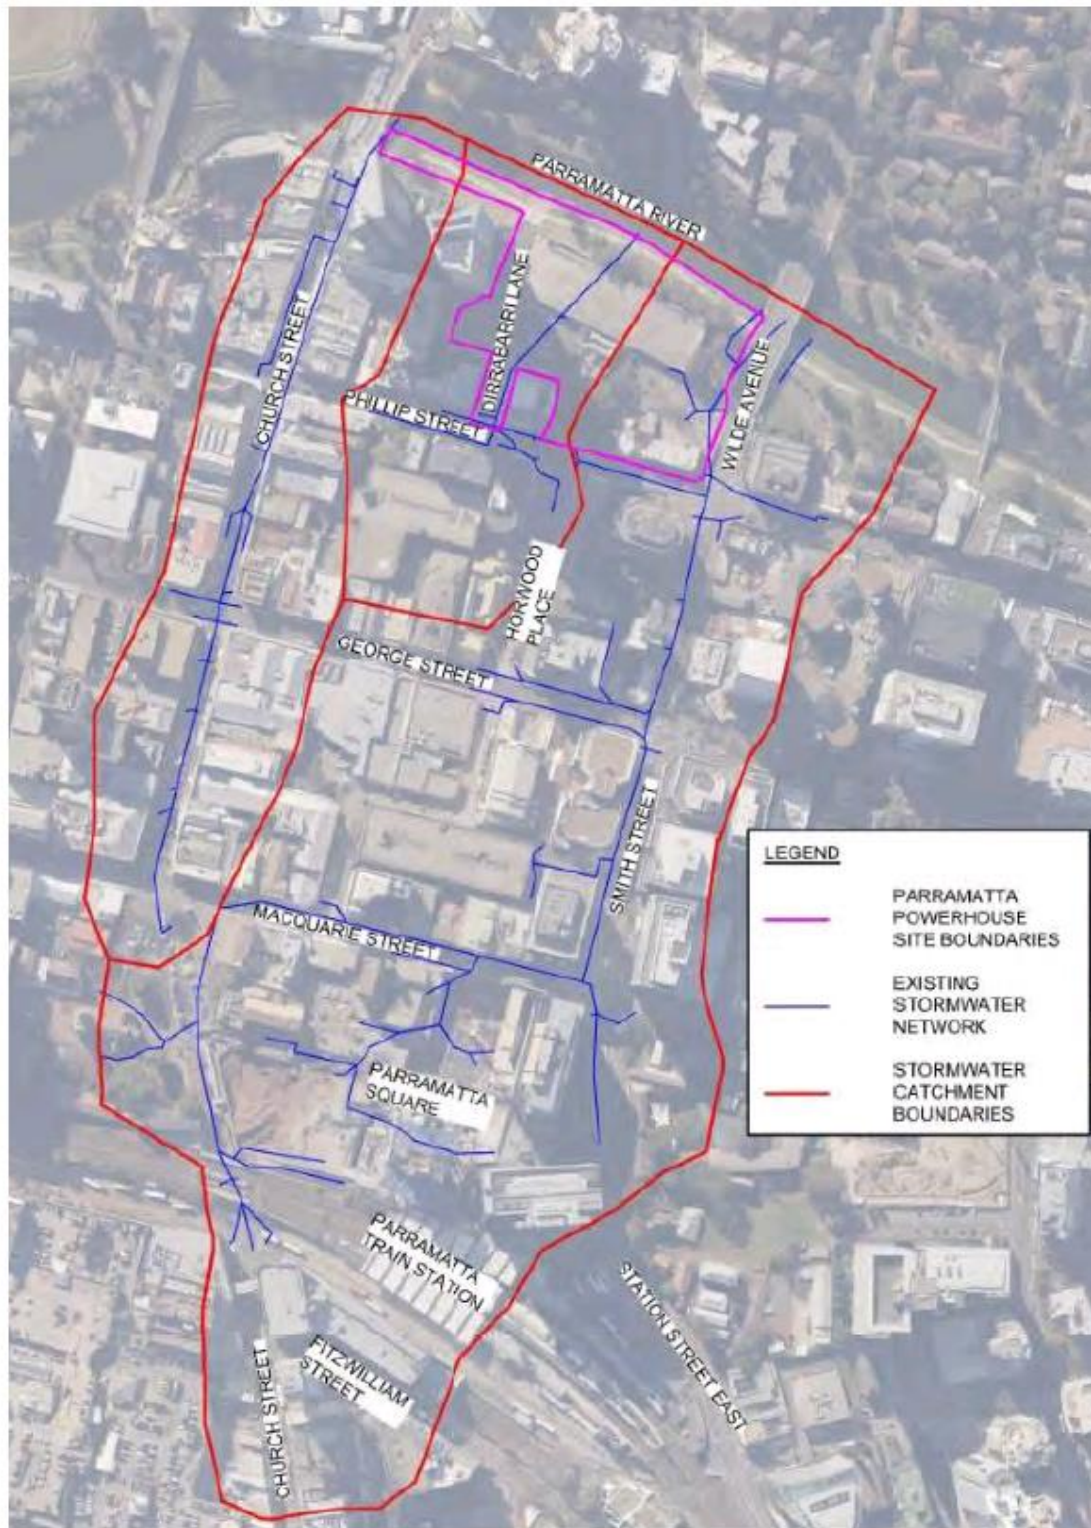 PARRAMATTA RIVER
DIRRABARRI LANE
CHURCH STREET
WILDE AVENUE
PHILLIP STREET
HORWOOD
PLACE
GEORGE STREET
SMITH STREET
MACQUARIE STREET
PARRAMATTA
SQUARE
PARRAMATTA
TRAIN STATION
STATION STREET EAST
FITZWILLIAM
STREET
CHURCH STREET
LEGEND
PARRAMATTA
POWERHOUSE
SITE BOUNDARIES
EXISTING
STORMWATER
NETWORK
STORMWATER
CATCHMENT
BOUNDARIES